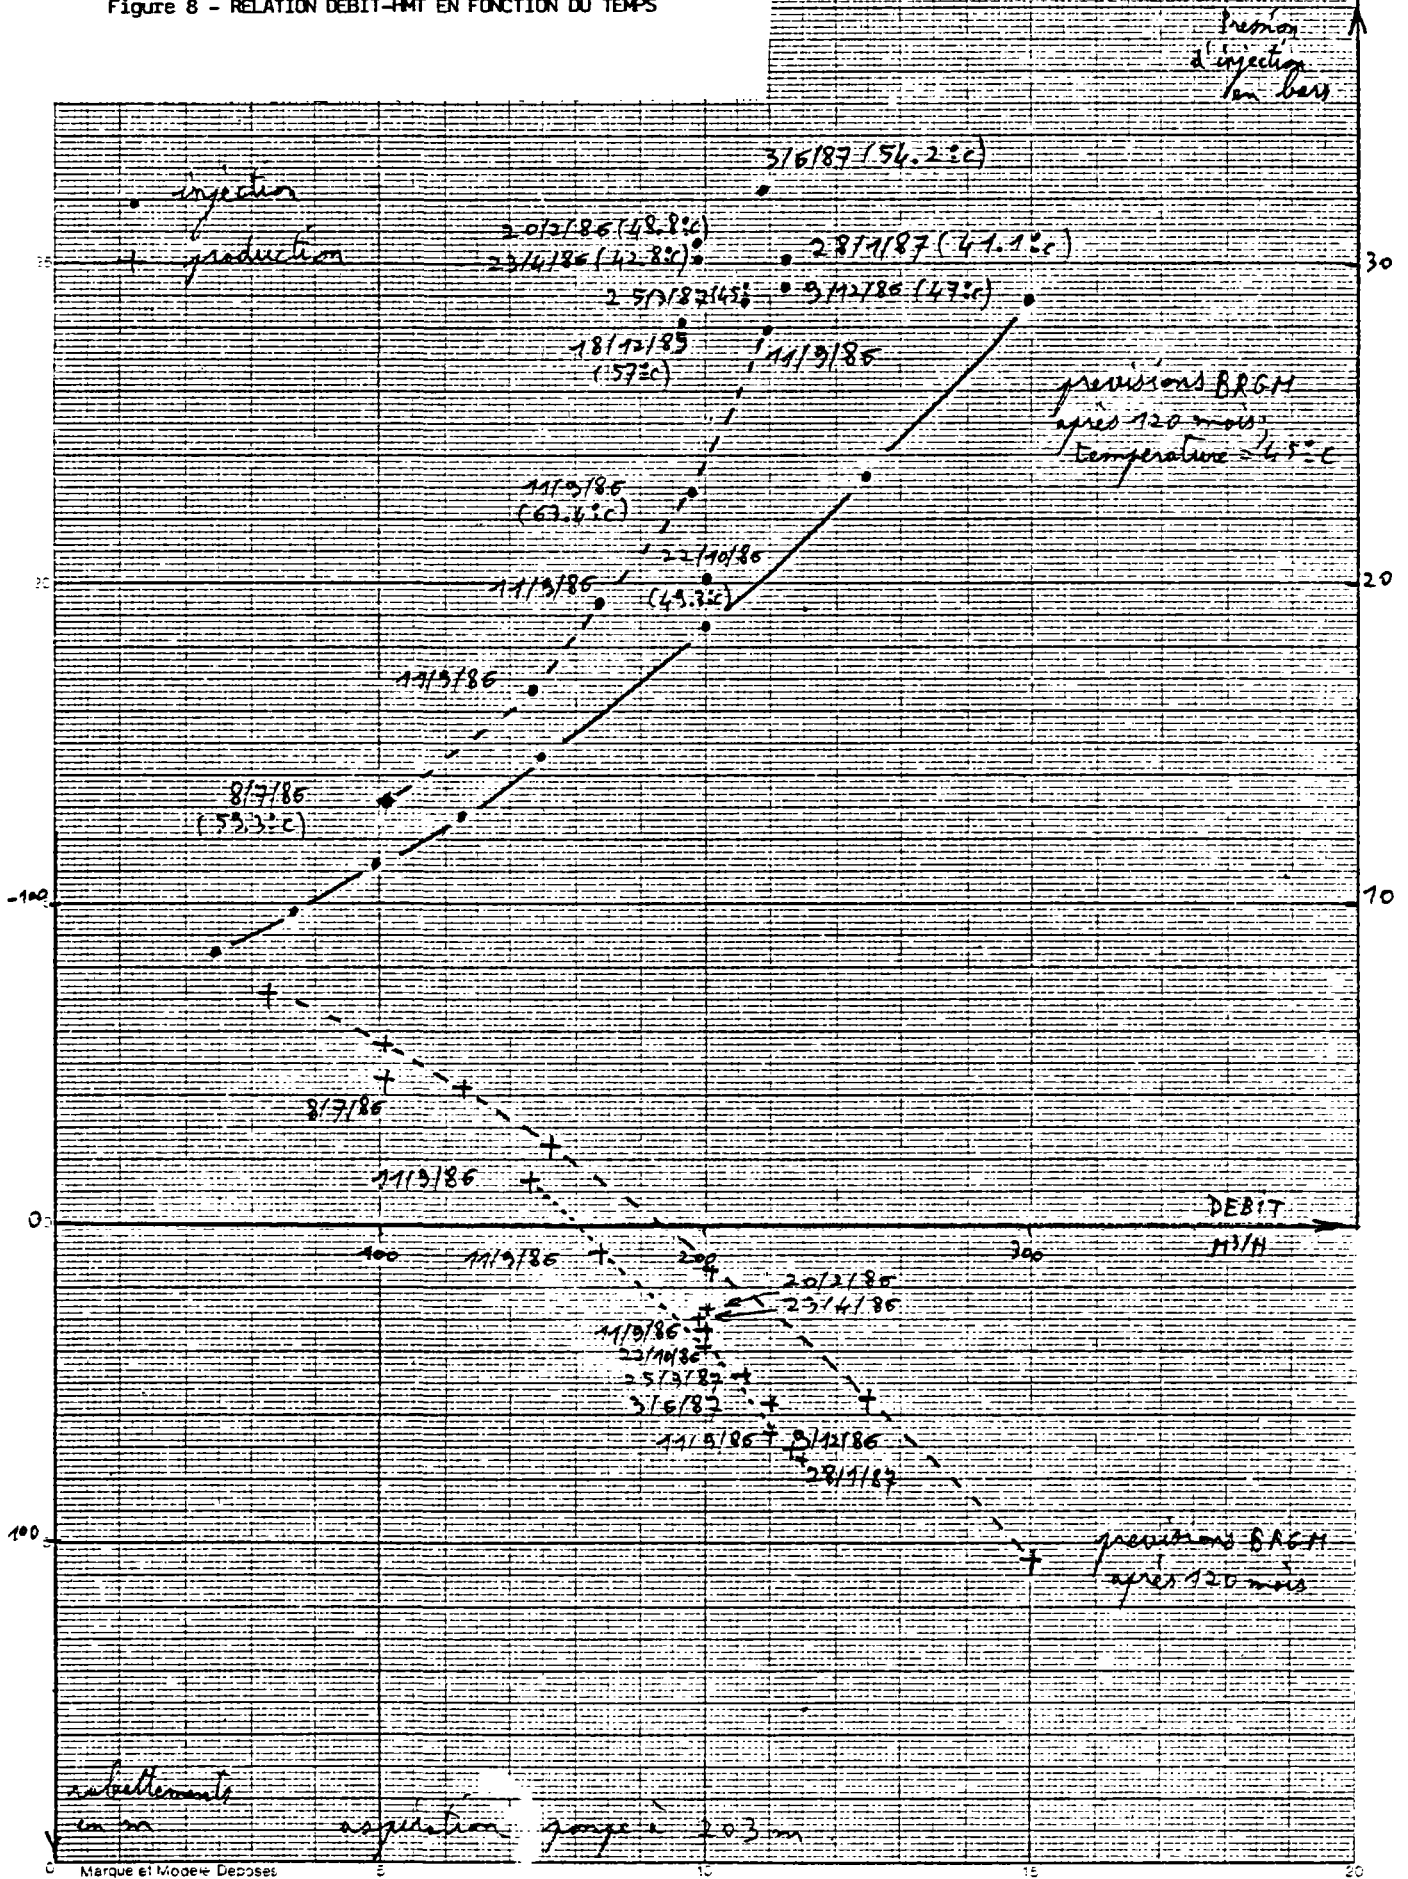 Figure 8 - RELATION DEBIT-HMT EN FONCTION DU TEMPS
Pression
d'injection
en bars
3/6/87 (54.2°c)
injection
20/2/86 (48.8°c)
28/1/87 (41.1°c)
production
23/4/86 (42.8°c)
30
25/3/87 (45°
9/12/86 (47°c)
18/12/85
(57°c)
11/9/86
prévisions BRGM
après 120 mois,
température = 45°c
11/9/86
(63.4°c)
22/10/86
20
11/9/86
(49.3°c)
11/9/86
8/7/86
(59.3°c)
-100
10
8/7/86
11/9/86
0
DEBIT
100
11/9/86
200
300
M3/H
20/2/86
23/4/86
11/9/86
22/10/86
25/3/87
3/6/87
11/9/86
9/12/86
28/1/87
100
prévisions BRGM
après 120 mois
rabattements
en m
aspiration pompe à 203 m
0
Marque et Modèle Déposés
5
10
15
20